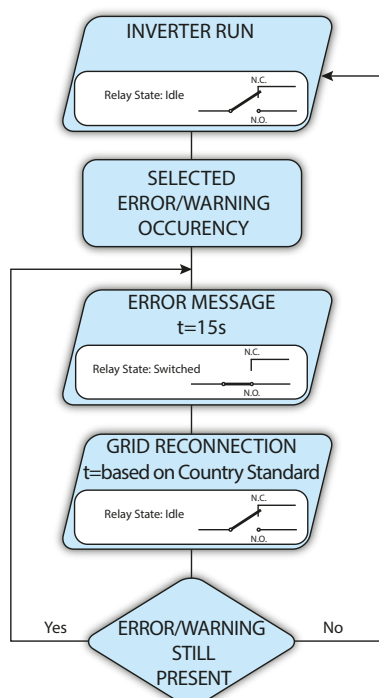 INVERTER RUN
N.C.
Relay State: Idle
N.O.
SELECTED
ERROR/WARNING
OCCURENCY
ERROR MESSAGE
t=15s
N.C.
Relay State: Switched
N.O.
GRID RECONNECTION
t=based on Country Standard
N.C.
Relay State: Idle
N.O.
Yes
ERROR/WARNING
STILL
PRESENT
No